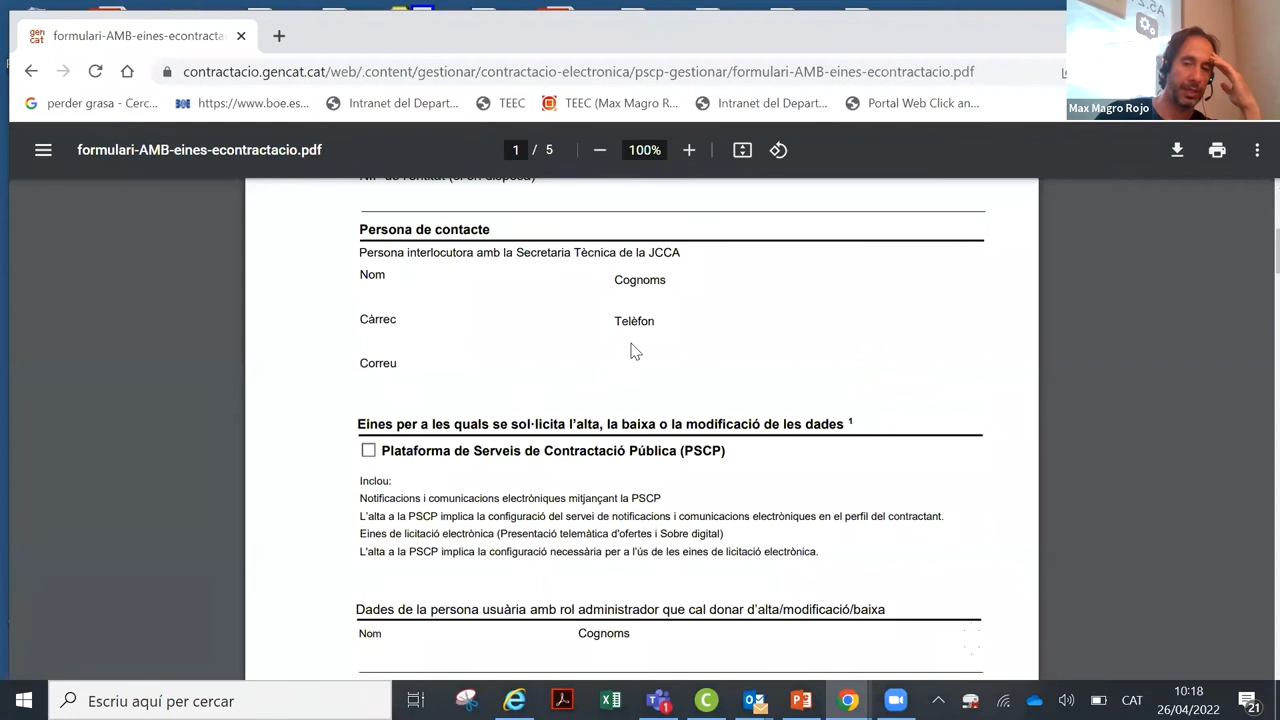 gen
cat
formulari-AMB-eines-econtracta
contractacio.gencat.cat/web/.content/gestionar/contractacio-electronica/pscp-gestionar/formulari-AMB-eines-econtractacio.pdf
perder grasa - Cerc...
https://www.boe.es...
Intranet del Depart...
TEEC
TEEC (Max Magro R...
Intranet del Depart...
Portal Web Click an...
Max Magro Rojo
formulari-AMB-eines-econtractacio.pdf
1 / 5
100%
NIF de l'entitat (si en disposa)
Persona de contacte
Persona interlocutora amb la Secretaria Tècnica de la JCCA
Nom Cognoms
Càrrec Telèfon
Correu
Eines per a les quals se sol·licita l'alta, la baixa o la modificació de les dades 1
Plataforma de Serveis de Contractació Pública (PSCP)
Inclou:
Notificacions i comunicacions electròniques mitjançant la PSCP
L'alta a la PSCP implica la configuració del servei de notificacions i comunicacions electròniques en el perfil del contractant.
Eines de licitació electrònica (Presentació telemàtica d'ofertes i Sobre digital)
L'alta a la PSCP implica la configuració necessària per a l'ús de les eines de licitació electrònica.
Dades de la persona usuària amb rol administrador que cal donar d'alta/modificació/baixa
Nom Cognoms
Escriu aquí per cercar
CAT
10:18
26/04/2022
21